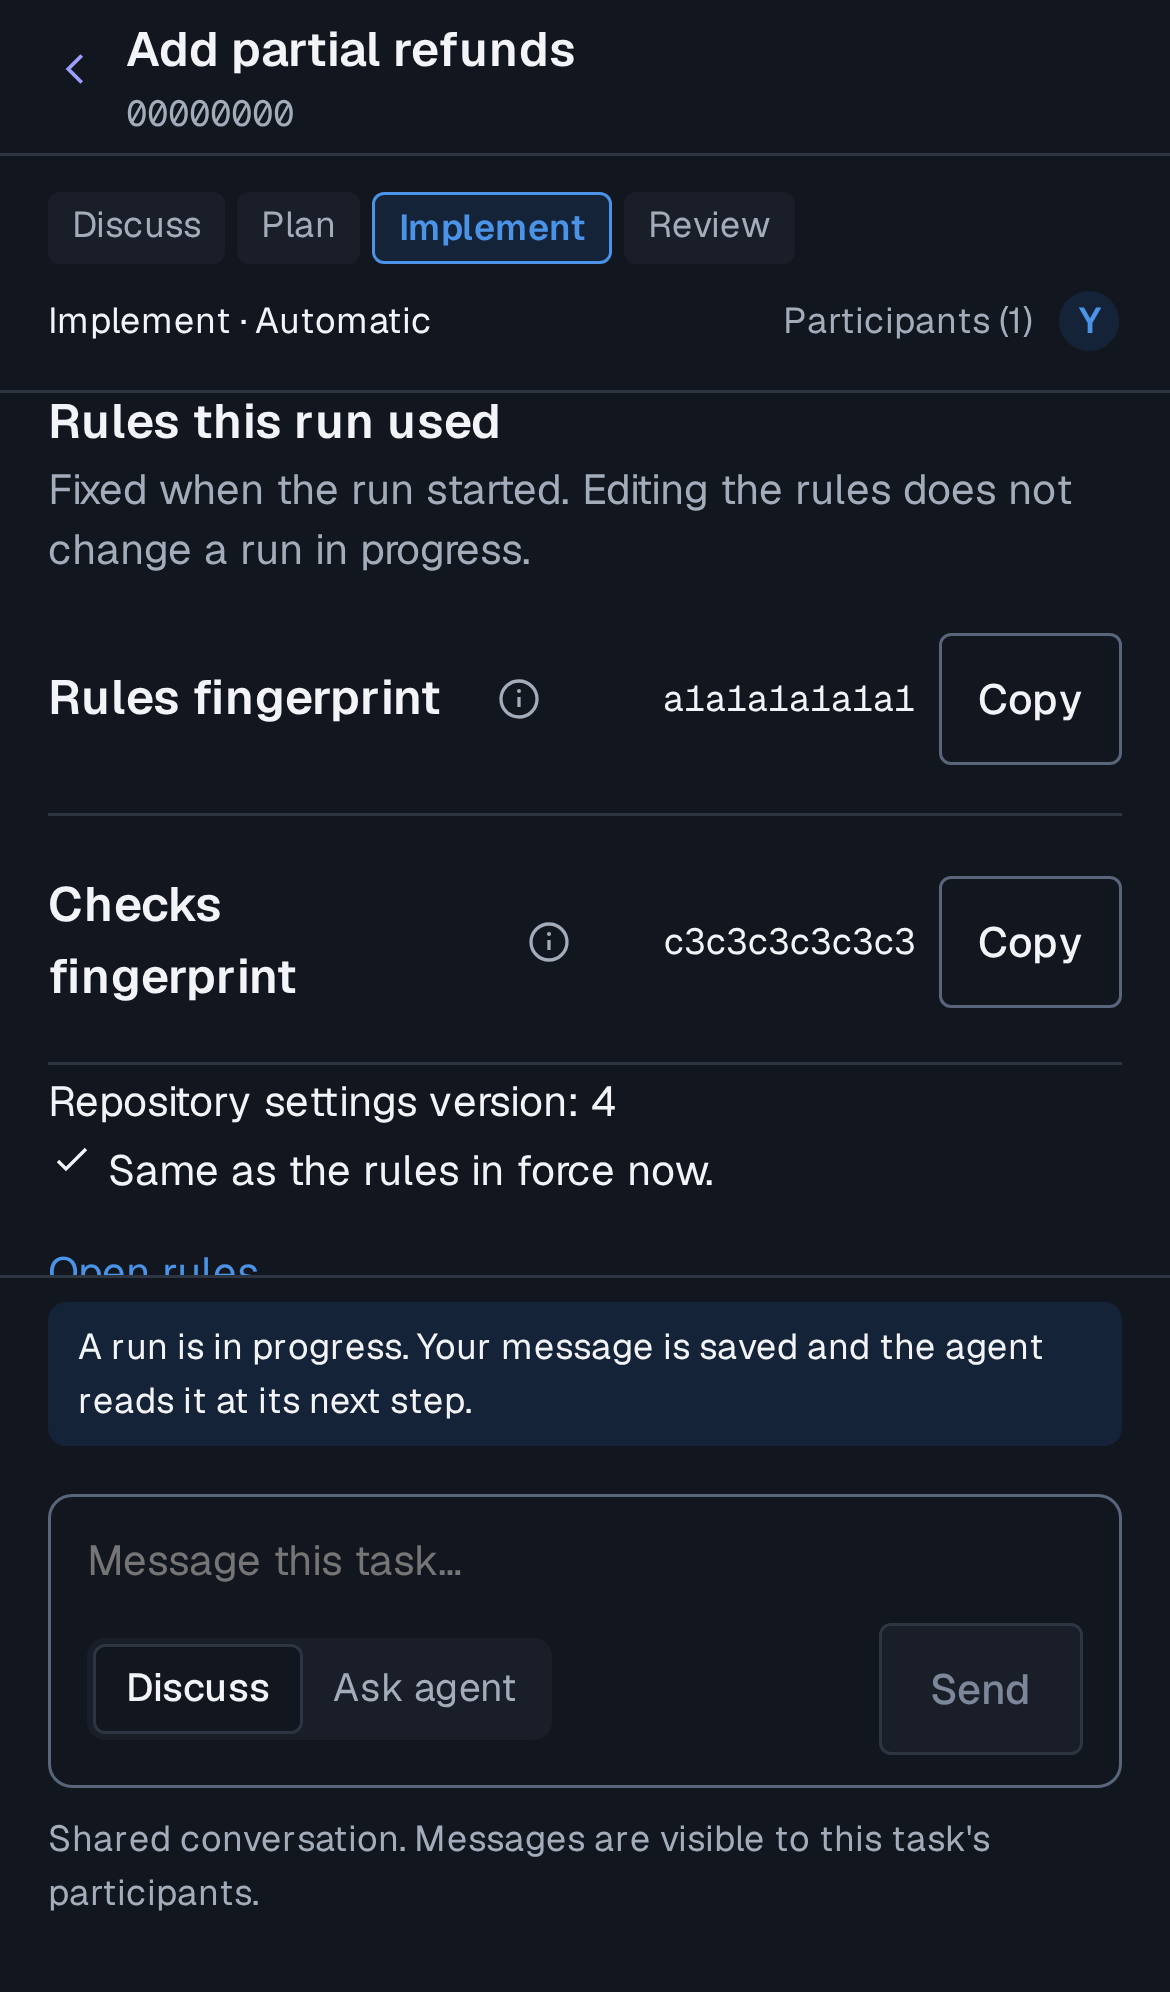 Add partial refunds
00000000
Discuss Plan Implement Review
Implement · Automatic Participants (1) Y
Rules this run used
Fixed when the run started. Editing the rules does not
change a run in progress.
Rules fingerprint a1a1a1a1a1a1 Copy
Checks
fingerprint c3c3c3c3c3c3 Copy
Repository settings version: 4
Same as the rules in force now.
Open rules
A run is in progress. Your message is saved and the agent
reads it at its next step.
Message this task…
Discuss Ask agent Send
Shared conversation. Messages are visible to this task's
participants.